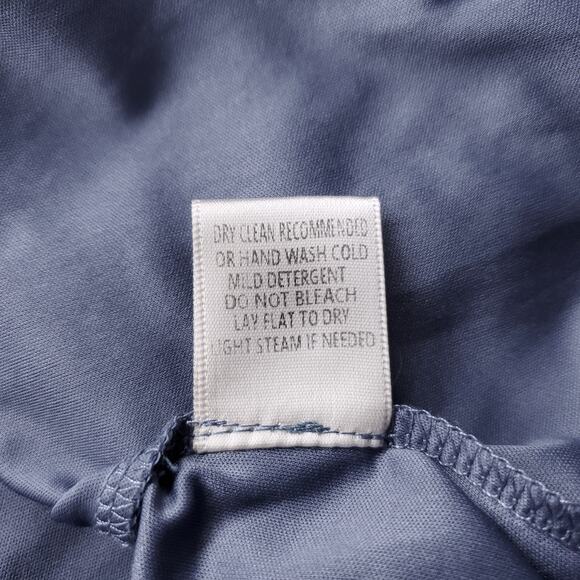 DRY CLEAN RECOMMENDED
OR HAND WASH COLD
MILD DETERGENT
DO NOT BLEACH
LAY FLAT TO DRY
LIGHT STEAM IF NEEDED